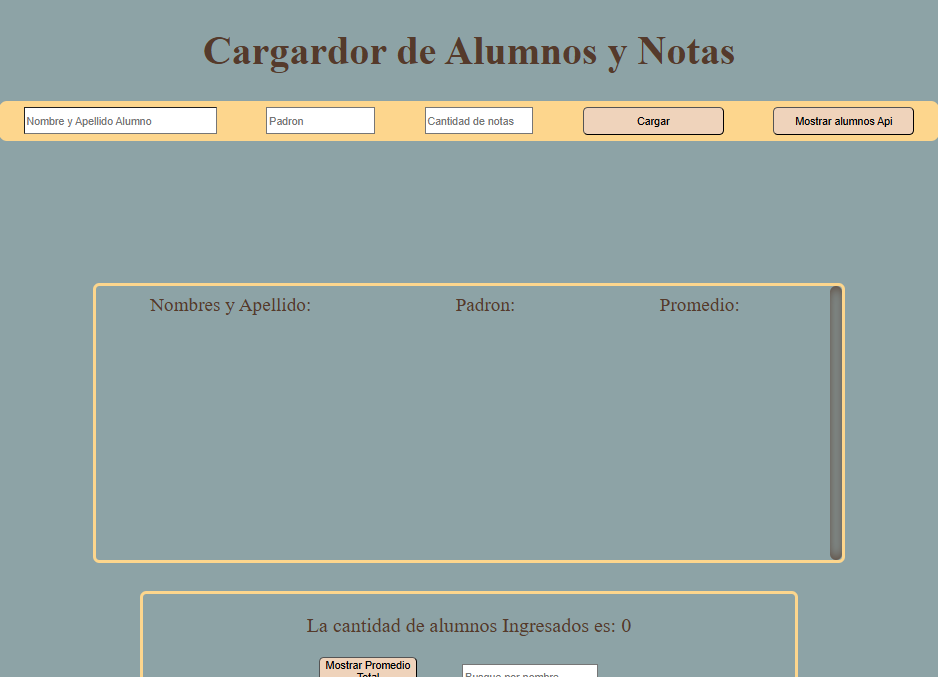 Cargardor de Alumnos y Notas
Nombre y Apellido Alumno Padron Cantidad de notas Cargar Mostrar alumnos Api
Nombres y Apellido: Padron: Promedio:
La cantidad de alumnos Ingresados es: 0
Mostrar Promedio
Total
Busque por nombre